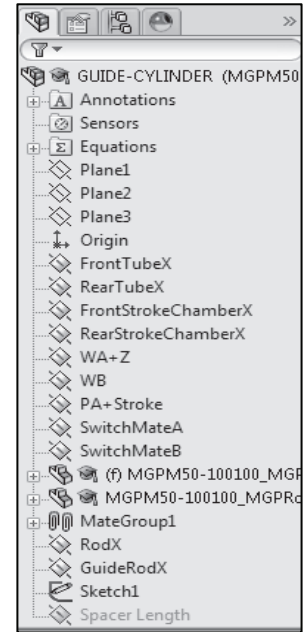 GUIDE-CYLINDER (MGPM50
Annotations
Sensors
Equations
Plane1
Plane2
Plane3
Origin
FrontTubeX
RearTubeX
FrontStrokeChamberX
RearStrokeChamberX
WA+Z
WB
PA+Stroke
SwitchMateA
SwitchMateB
(f) MGPM50-100100_MGP
MGPM50-100100_MGPRo
MateGroup1
RodX
GuideRodX
Sketch1
Spacer Length